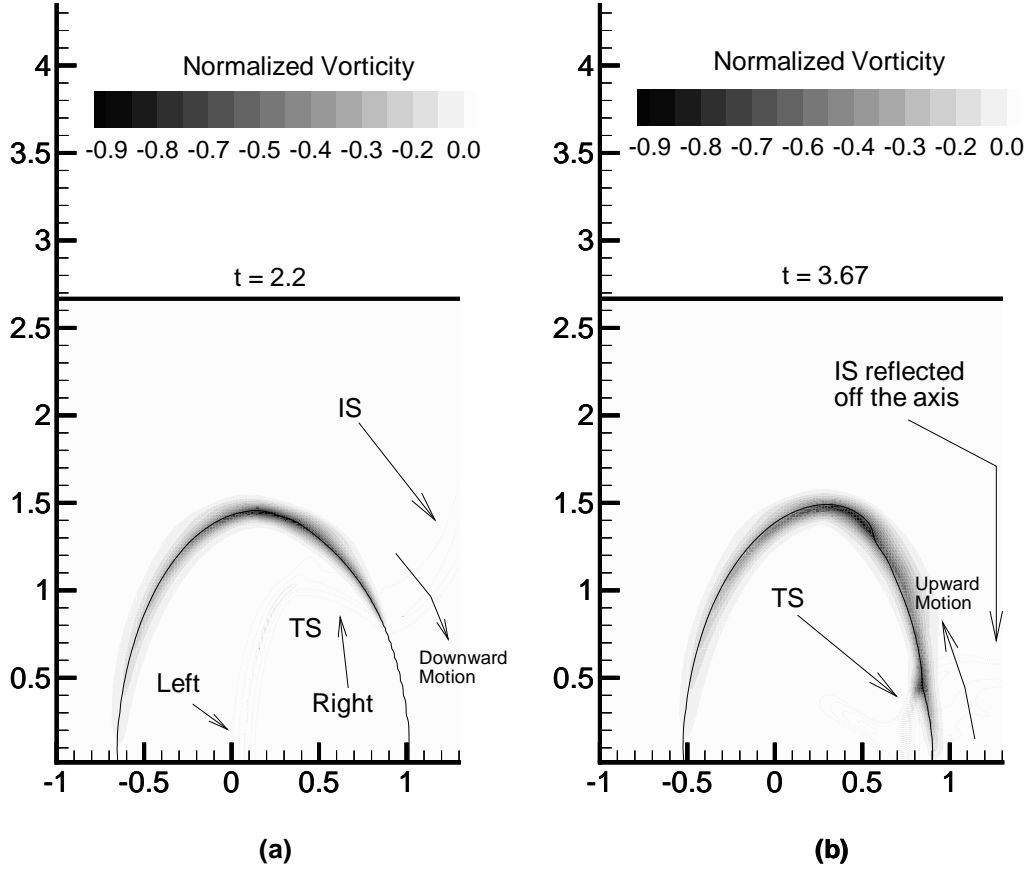 4
3.5
3
2.5
2
1.5
1
0.5
Normalized Vorticity
-0.9 -0.8 -0.7 -0.5 -0.4 -0.3 -0.2 0.0
t = 2.2
IS
TS
Left
Right
Downward
Motion
-1 -0.5 0 0.5 1
(a)
4
3.5
3
2.5
2
1.5
1
0.5
Normalized Vorticity
-0.9 -0.8 -0.7 -0.6 -0.4 -0.3 -0.2 0.0
t = 3.67
IS reflected
off the axis
TS
Upward
Motion
-1 -0.5 0 0.5 1
(b)